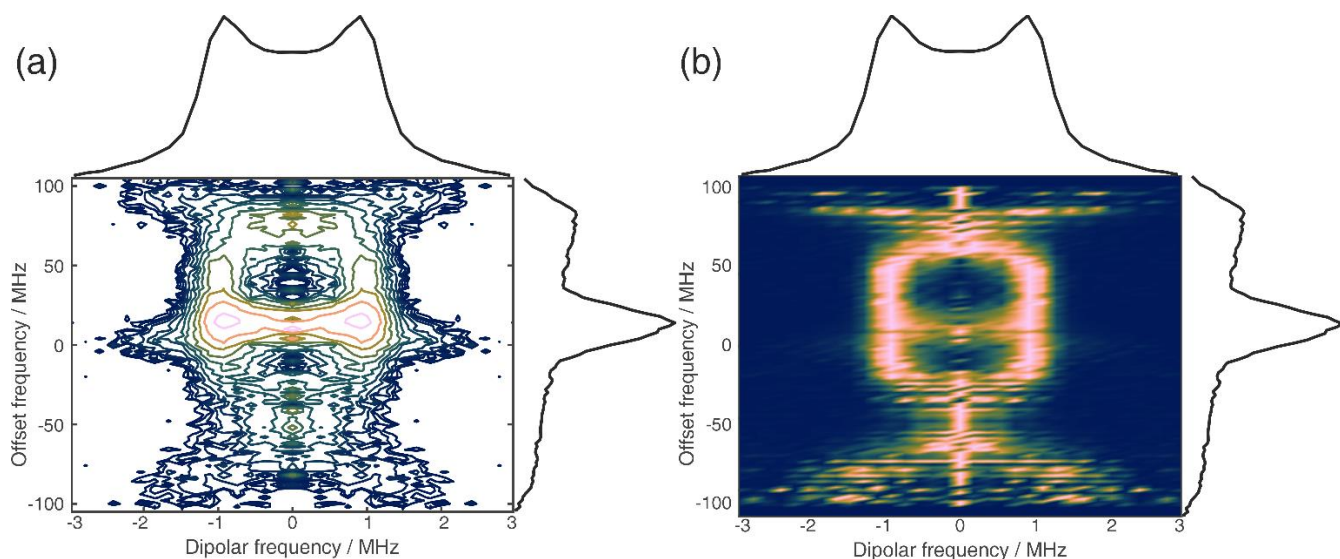 (a)
100
50
0
-50
-100
Offset frequency / MHz
-3 -2 -1 0 1 2 3
Dipolar frequency / MHz
(b)
100
50
0
-50
-100
Offset frequency / MHz
-3 -2 -1 0 1 2 3
Dipolar frequency / MHz